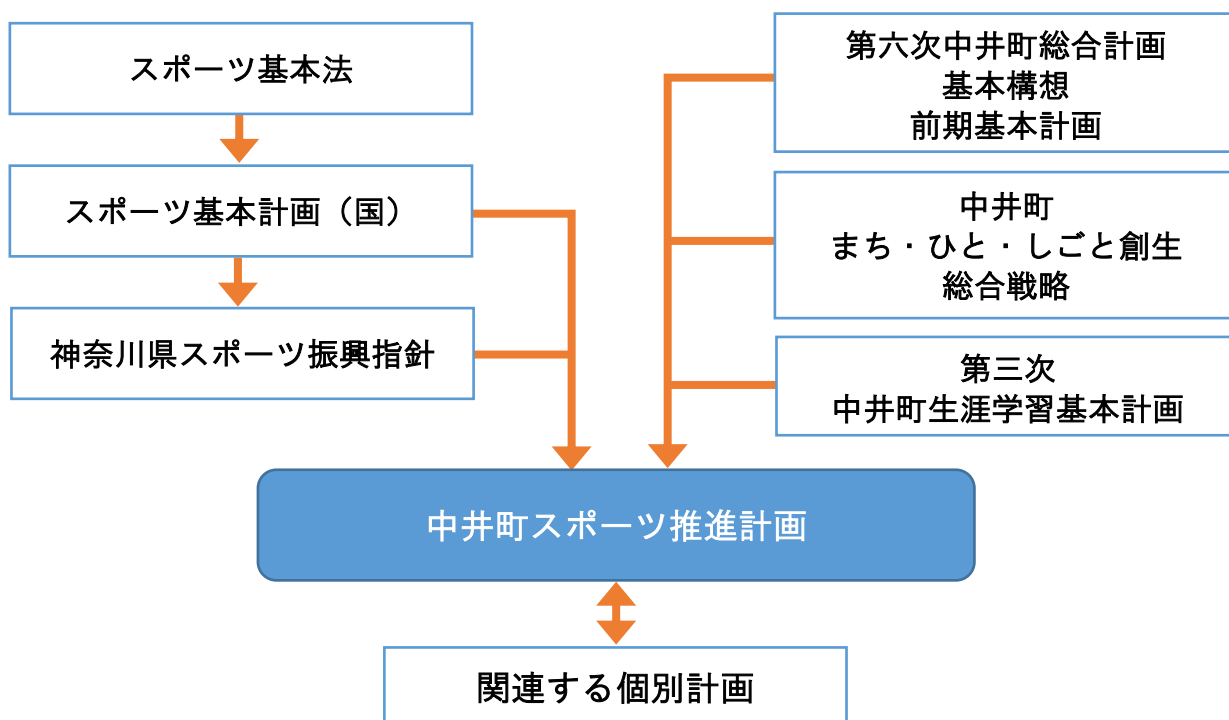 スポーツ基本法
スポーツ基本計画（国）
神奈川県スポーツ振興指針
第六次中井町総合計画
基本構想
前期基本計画
中井町
まち・ひと・しごと創生
総合戦略
第三次
中井町生涯学習基本計画
中井町スポーツ推進計画
関連する個別計画